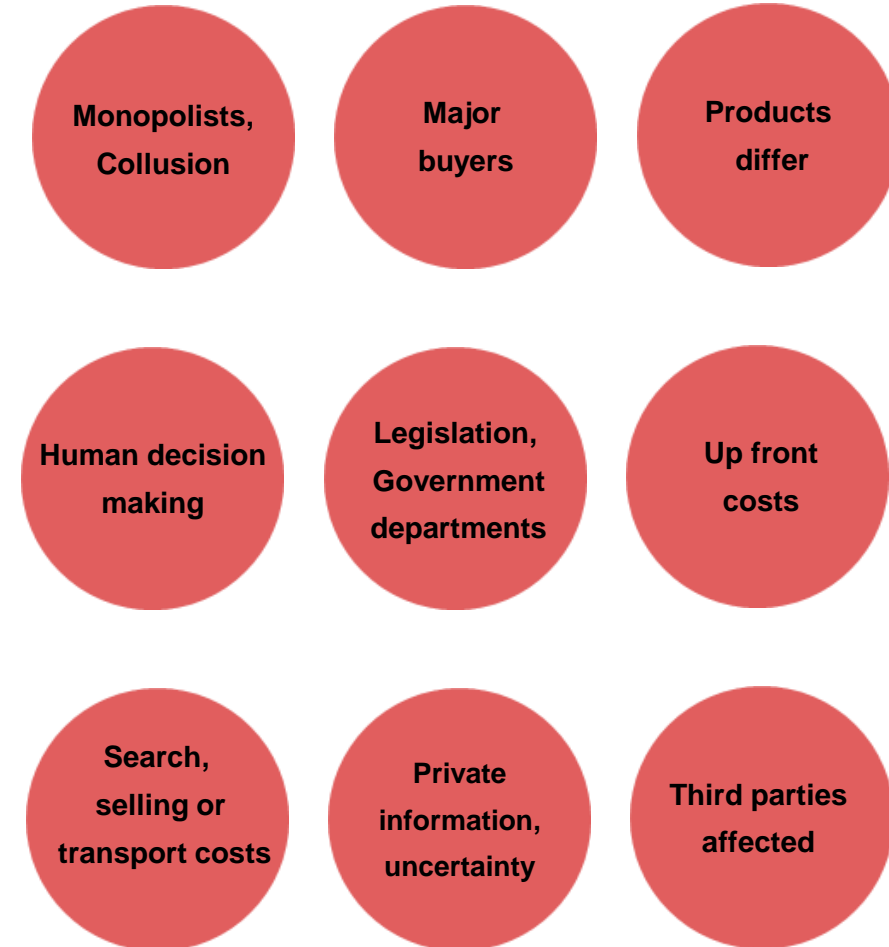 Monopolists,
Collusion
Major
buyers
Products
differ
Human decision
making
Legislation,
Government
departments
Up front
costs
Search,
selling or
transport costs
Private
information,
uncertainty
Third parties
affected